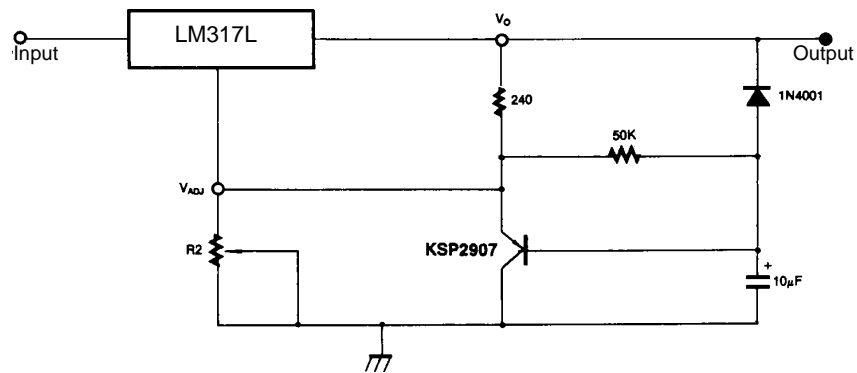 LM317L
Vo
Input
Output
240
1N4001
50K
VADJ
R2
KSP2907
+
10μF